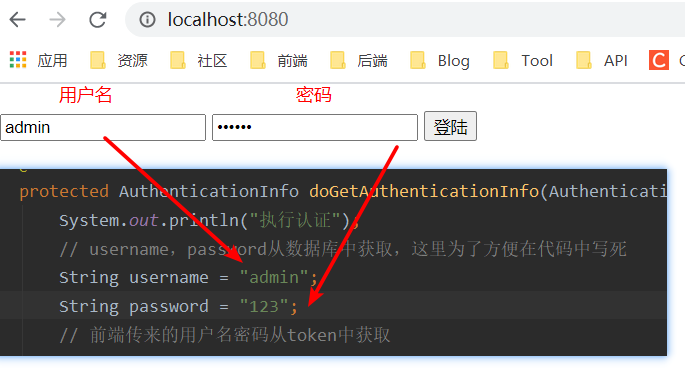 localhost:8080
应用 资源 社区 前端 后端 Blog Tool API C
用户名 密码
admin •••••• 登陆
protected AuthenticationInfo doGetAuthenticationInfo(Authenticati
System.out.println("执行认证");
// username，password从数据库中获取，这里为了方便在代码中写死
String username = "admin";
String password = "123";
// 前端传来的用户名密码从token中获取